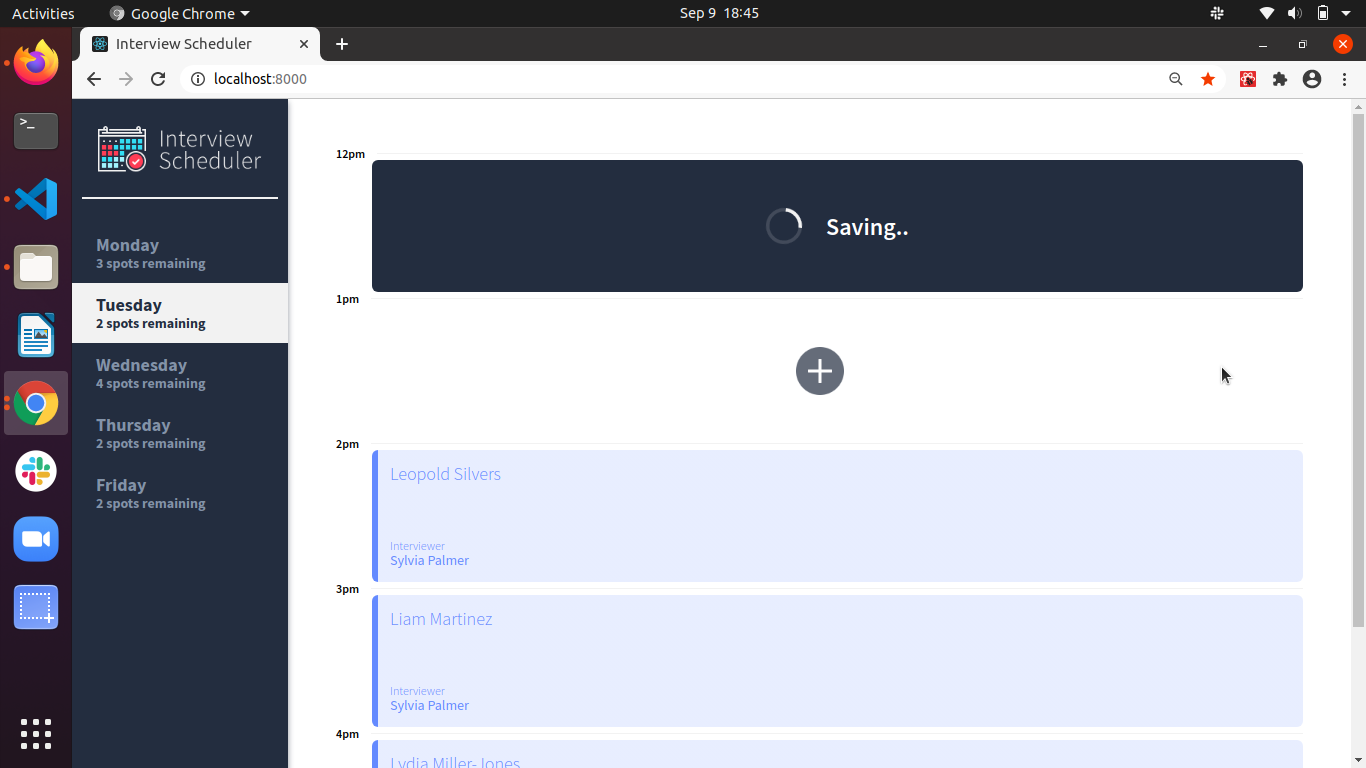 Activities
Google Chrome
Sep 9 18:45
Interview Scheduler
localhost:8000
Interview
Scheduler
Monday
3 spots remaining
Tuesday
2 spots remaining
Wednesday
4 spots remaining
Thursday
2 spots remaining
Friday
2 spots remaining
12pm
Saving..
1pm
2pm
Leopold Silvers
Interviewer
Sylvia Palmer
3pm
Liam Martinez
Interviewer
Sylvia Palmer
4pm
Lydia Miller-Jones